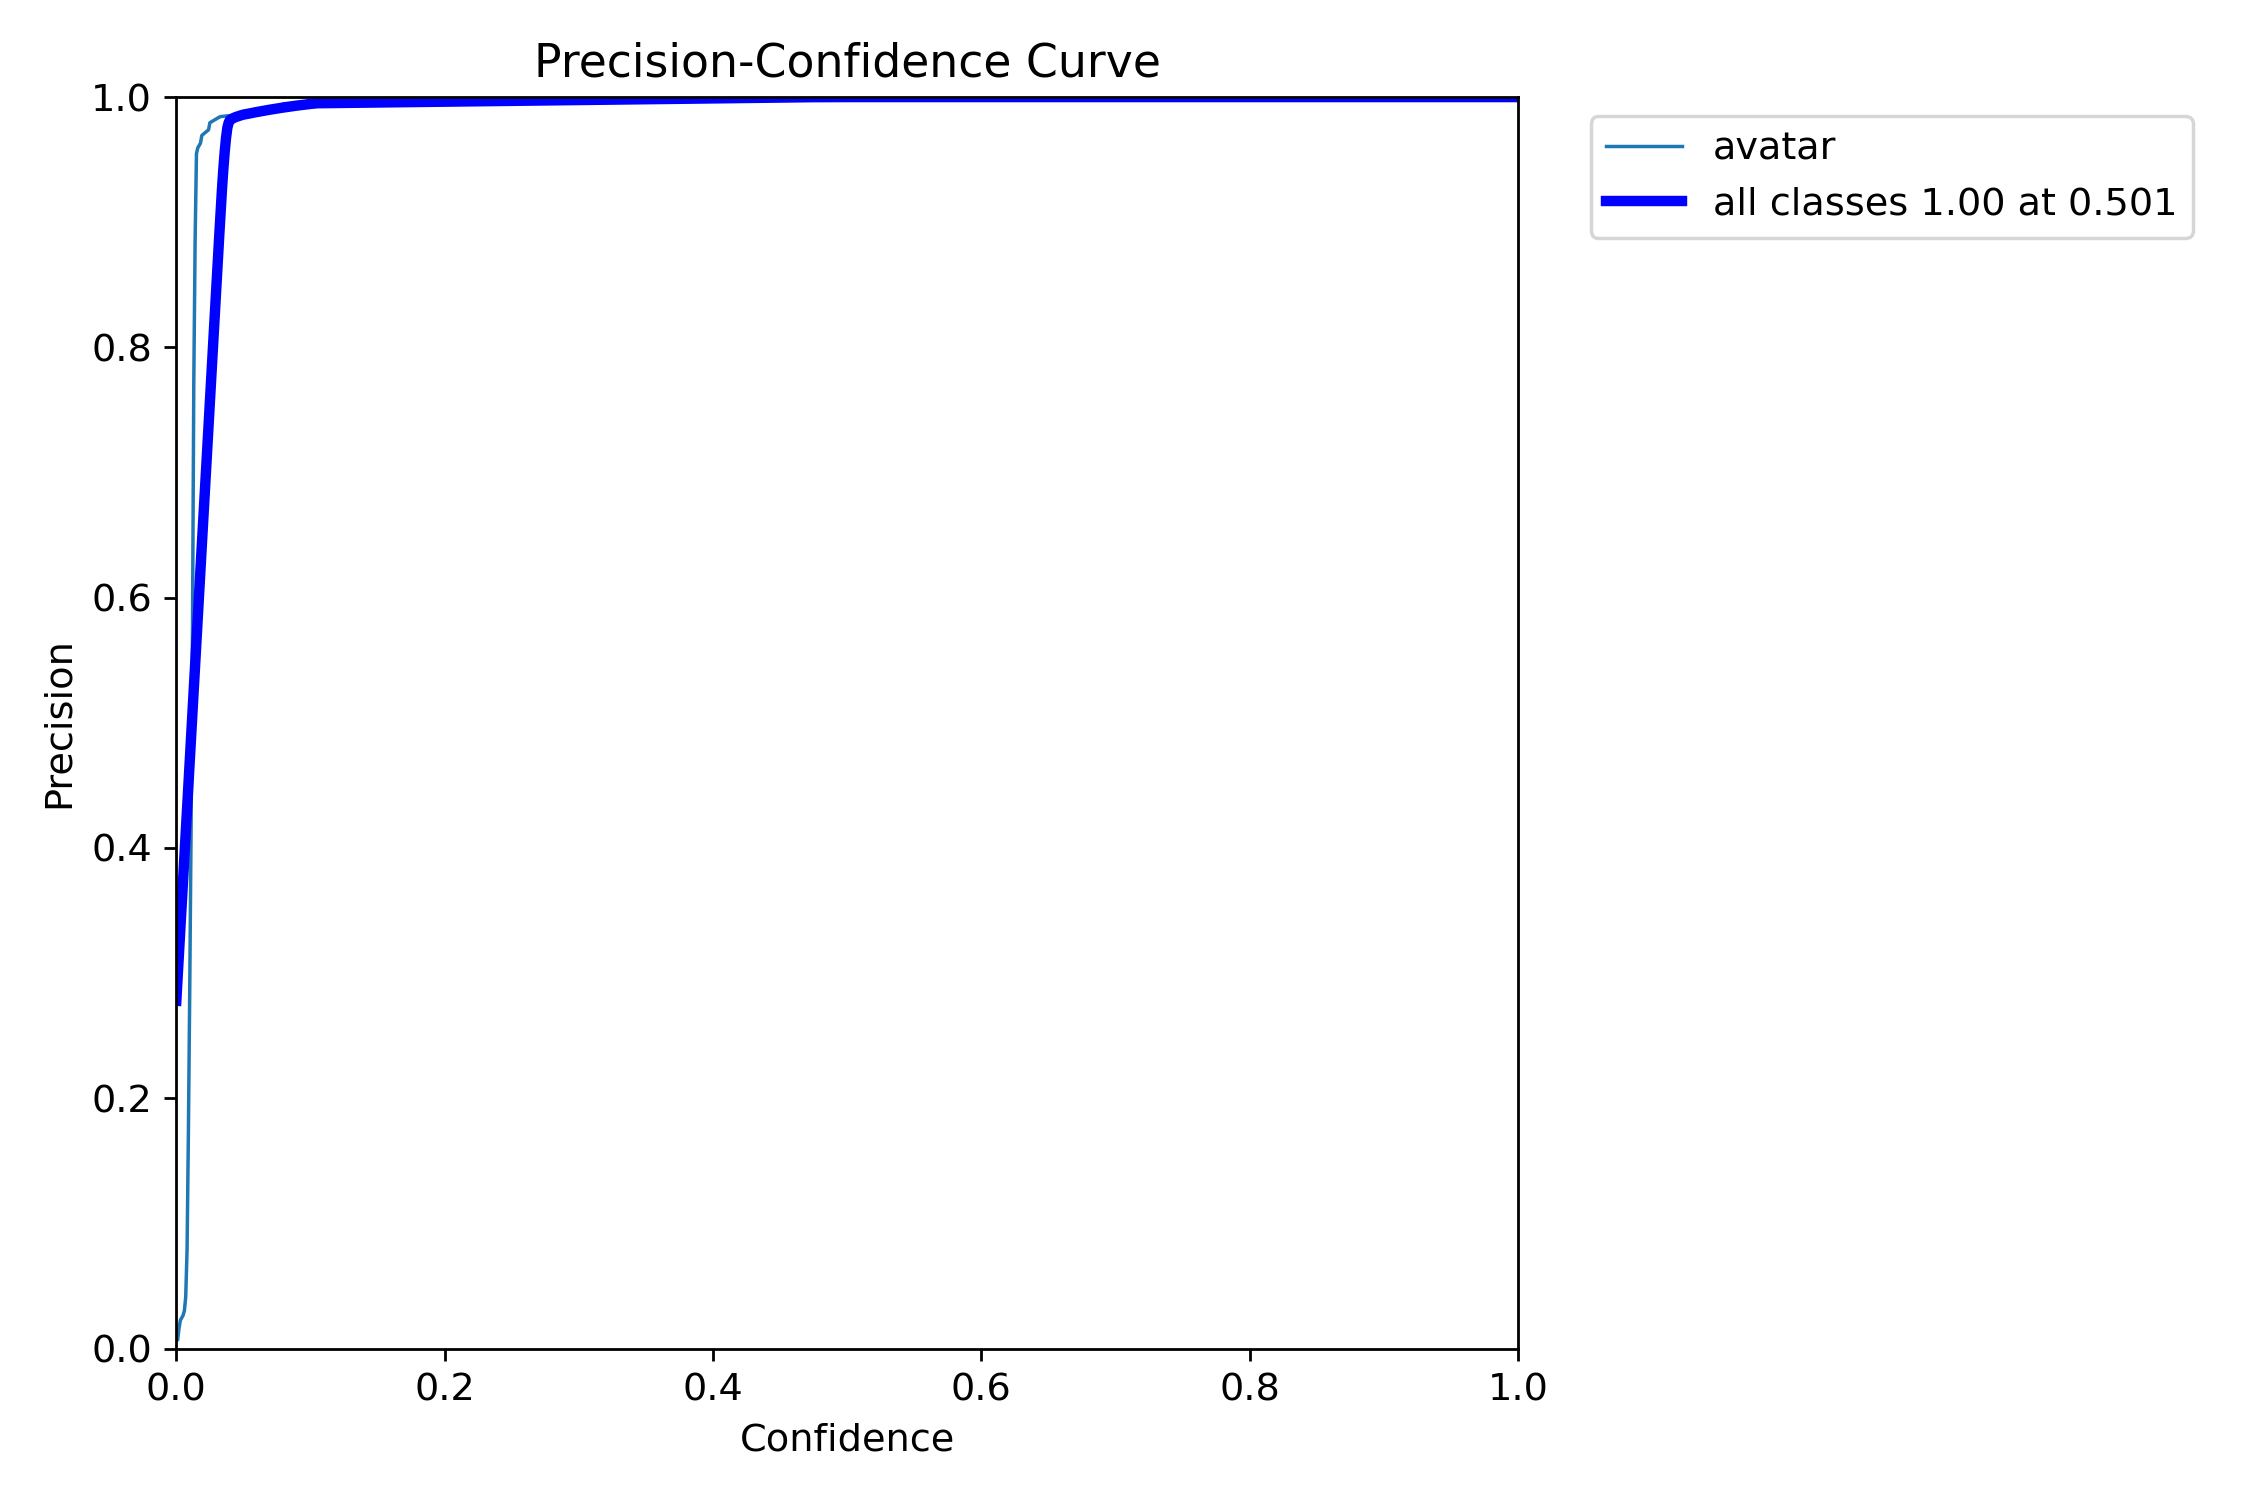 Precision-Confidence Curve
1.0
0.8
0.6
0.4
0.2
0.0
Precision
0.0 0.2 0.4 0.6 0.8 1.0
Confidence
avatar
all classes 1.00 at 0.501